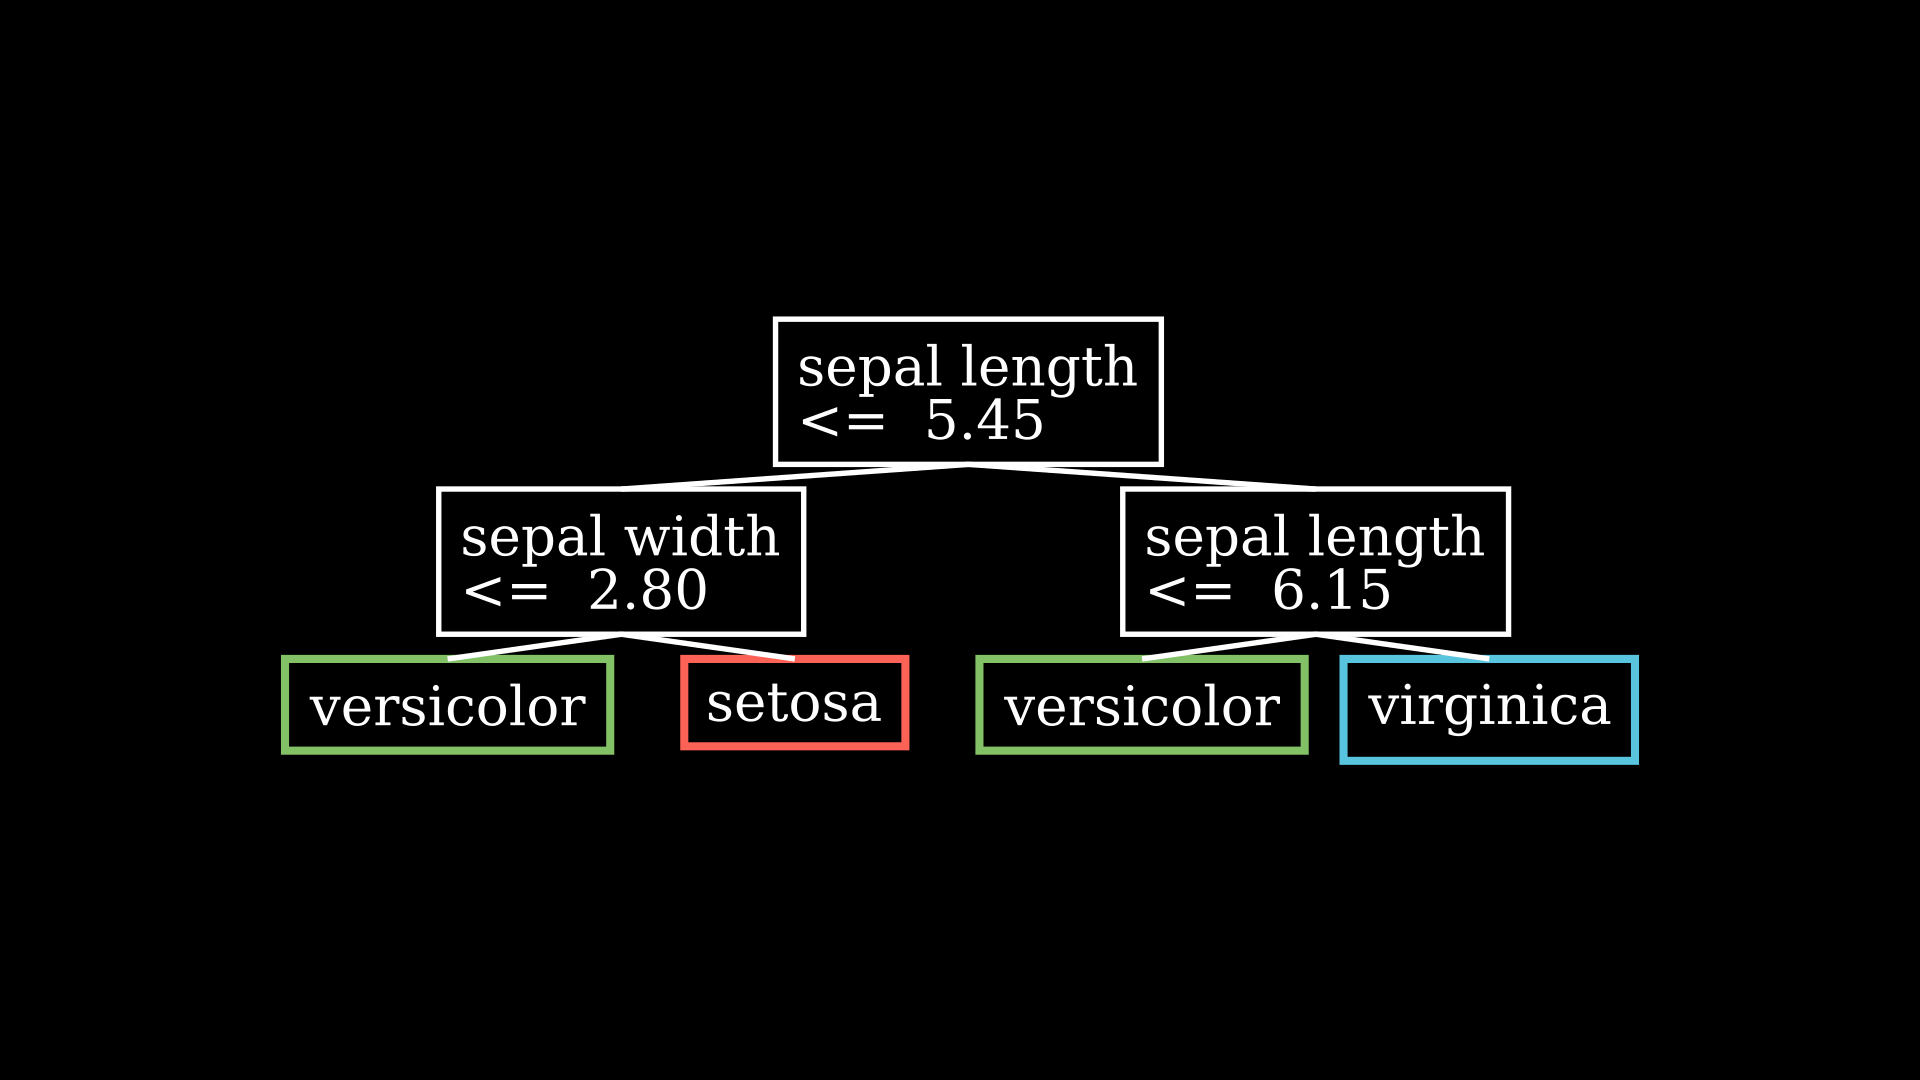 sepal length
<= 5.45
sepal width
<= 2.80
sepal length
<= 6.15
versicolor
setosa
versicolor
virginica